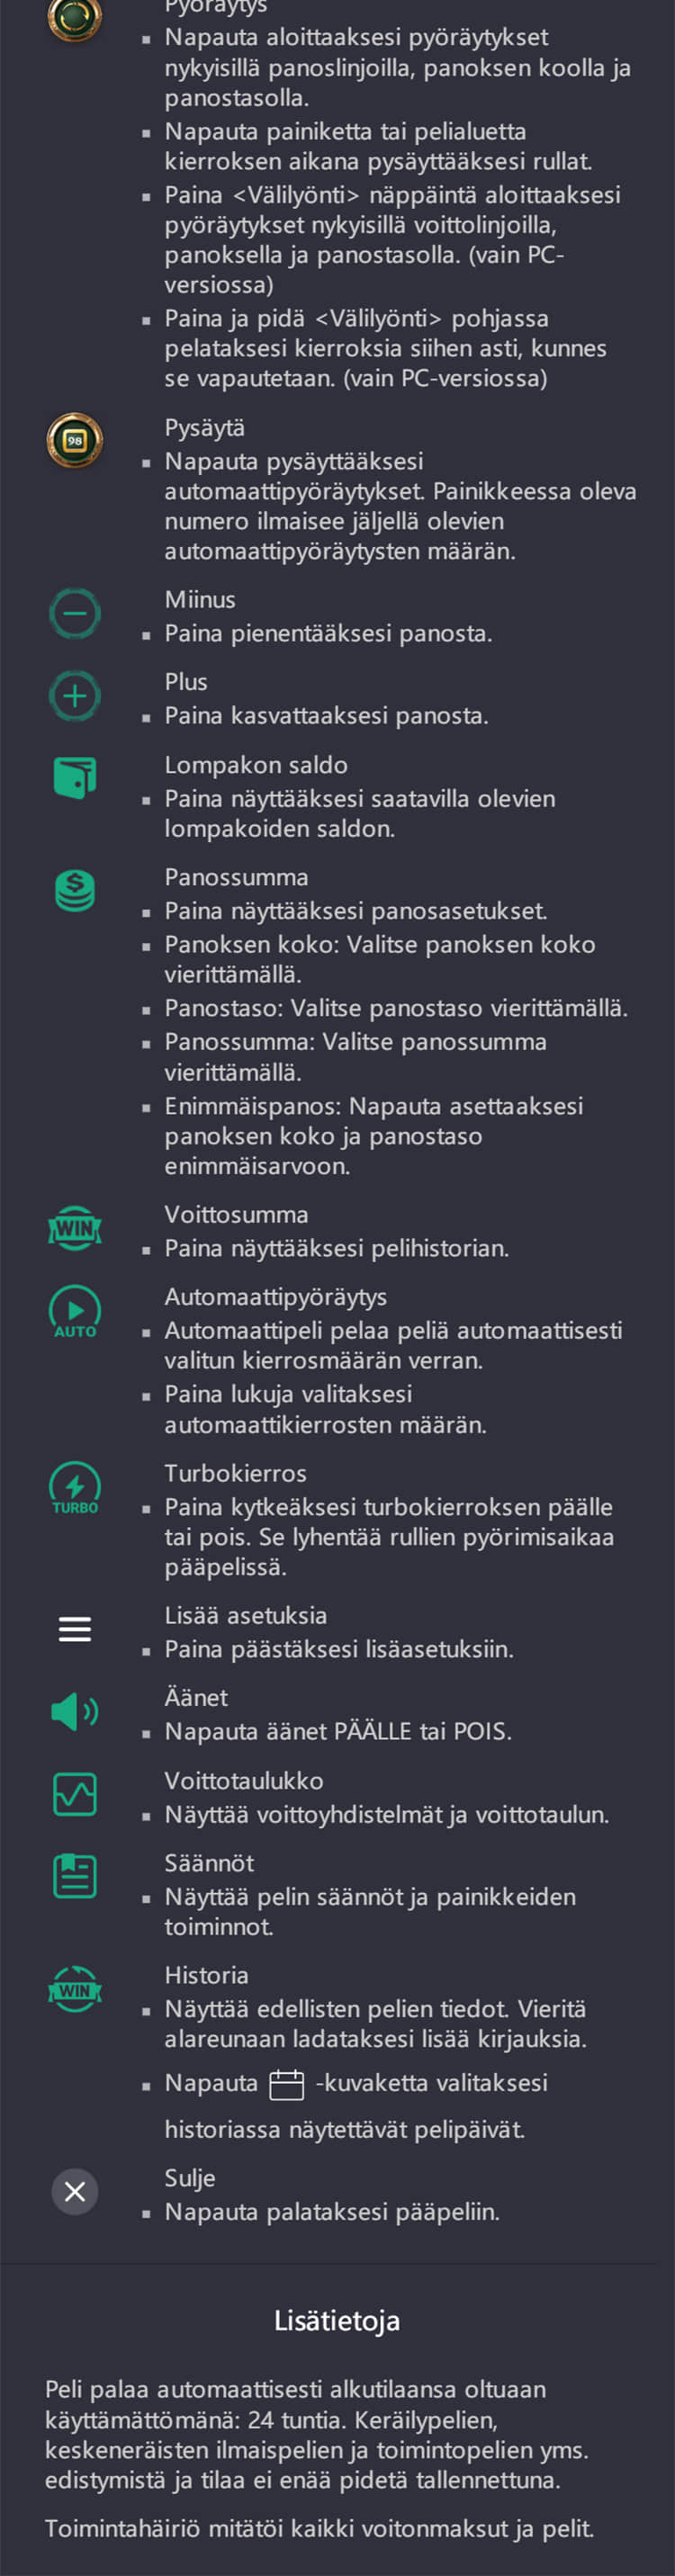 Pyöräytys
Napauta aloittaaksesi pyöräytykset
nykyisillä panoslinjoilla, panoksen koolla ja
panostasolla.
Napauta painiketta tai pelialuetta
kierroksen aikana pysäyttääksesi rullat.
Paina <Välilyönti> näppäintä aloittaaksesi
pyöräytykset nykyisillä voittolinjoilla,
panoksella ja panostasolla. (vain PC-
versiossa)
Paina ja pidä <Välilyönti> pohjassa
pelataksesi kierroksia siihen asti, kunnes
se vapautetaan. (vain PC-versiossa)
98
Pysäytä
Napauta pysäyttääksesi
automaattipyöräytykset. Painikkeessa oleva
numero ilmaisee jäljellä olevien
automaattipyöräytysten määrän.
Miinus
Paina pienentääksesi panosta.
Plus
Paina kasvattaaksesi panosta.
Lompakon saldo
Paina näyttääksesi saatavilla olevien
lompakoiden saldon.
Panossumma
Paina näyttääksesi panosasetukset.
Panoksen koko: Valitse panoksen koko
vierittämällä.
Panostaso: Valitse panostaso vierittämällä.
Panossumma: Valitse panossumma
vierittämällä.
Enimmäispanos: Napauta asettaaksesi
panoksen koko ja panostaso
enimmäisarvoon.
WIN
Voittosumma
Paina näyttääksesi pelihistorian.
AUTO
Automaattipyöräytys
Automaattipeli pelaa peliä automaattisesti
valitun kierrosmäärän verran.
Paina lukuja valitaksesi
automaattikierrosten määrän.
TURBO
Turbokierros
Paina kytkeäksesi turbokierroksen päälle
tai pois. Se lyhentää rullien pyörimisaikaa
pääpelissä.
Lisää asetuksia
Paina päästäksesi lisäasetuksiin.
Äänet
Napauta äänet PÄÄLLE tai POIS.
Voittotaulukko
Näyttää voittoyhdistelmät ja voittotaulun.
Säännöt
Näyttää pelin säännöt ja painikkeiden
toiminnot.
WIN
Historia
Näyttää edellisten pelien tiedot. Vieritä
alareunaan ladataksesi lisää kirjauksia.
Napauta -kuvaketta valitaksesi
historiassa näytettävät pelipäivät.
Sulje
Napauta palataksesi pääpeliin.
Lisätietoja
Peli palaa automaattisesti alkutilaansa oltuaan
käyttämättömänä: 24 tuntia. Keräilypelien,
keskeneräisten ilmaispelien ja toimintopelien yms.
edistymistä ja tilaa ei enää pidetä tallennettuna.
Toimintahäiriö mitätöi kaikki voitonmaksut ja pelit.